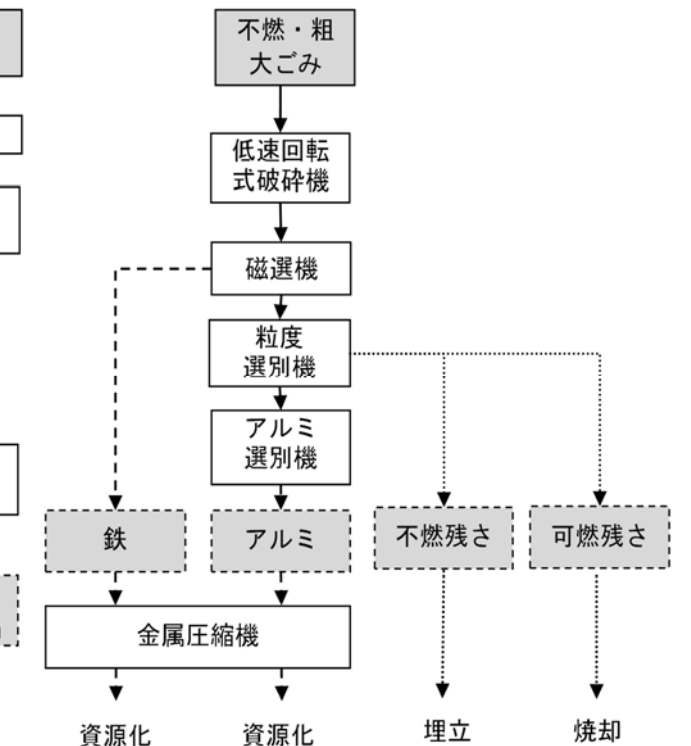 不燃・粗
大ごみ
低速回転
式破砕機
磁選機
粒度
選別機
アルミ
選別機
鉄
アルミ
不燃残さ
可燃残さ
金属圧縮機
資源化
資源化
埋立
焼却